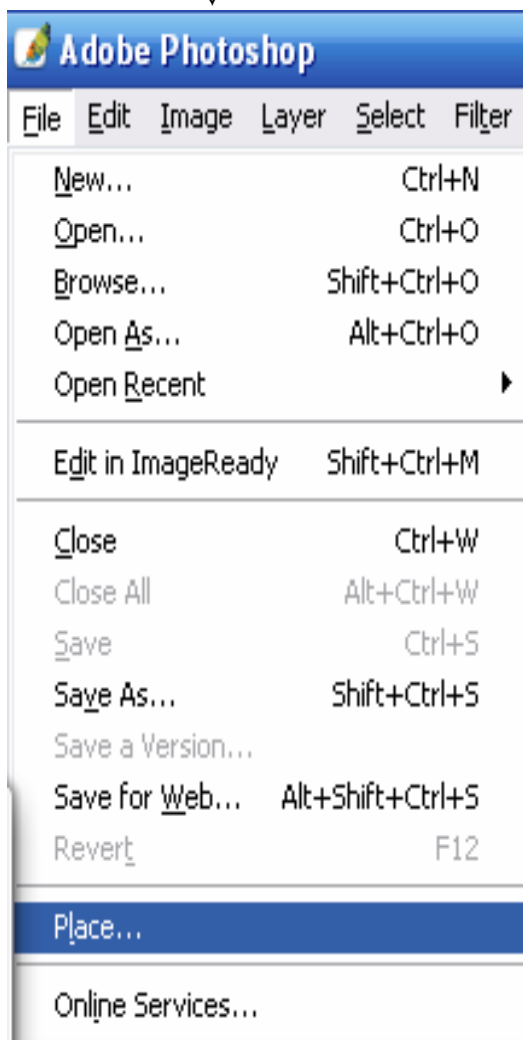 Adobe Photoshop
File Edit Image Layer Select Filter
New... Ctrl+N
Open... Ctrl+O
Browse... Shift+Ctrl+O
Open As... Alt+Ctrl+O
Open Recent
Edit in ImageReady Shift+Ctrl+M
Close Ctrl+W
Close All Alt+Ctrl+W
Save Ctrl+S
Save As... Shift+Ctrl+S
Save a Version...
Save for Web... Alt+Shift+Ctrl+S
Revert F12
Place...
Online Services...